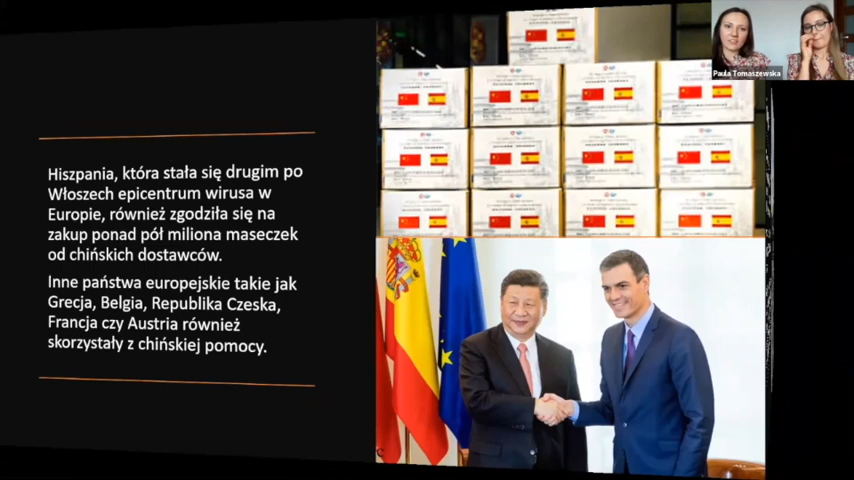 Hiszpania, która stała się drugim po
Włoszech epicentrum wirusa w
Europie, również zgodziła się na
zakup ponad pół miliona maseczek
od chińskich dostawców.
Inne państwa europejskie takie jak
Grecja, Belgia, Republika Czeska,
Francja czy Austria również
skorzystały z chińskiej pomocy.
Paula Tomaszewska